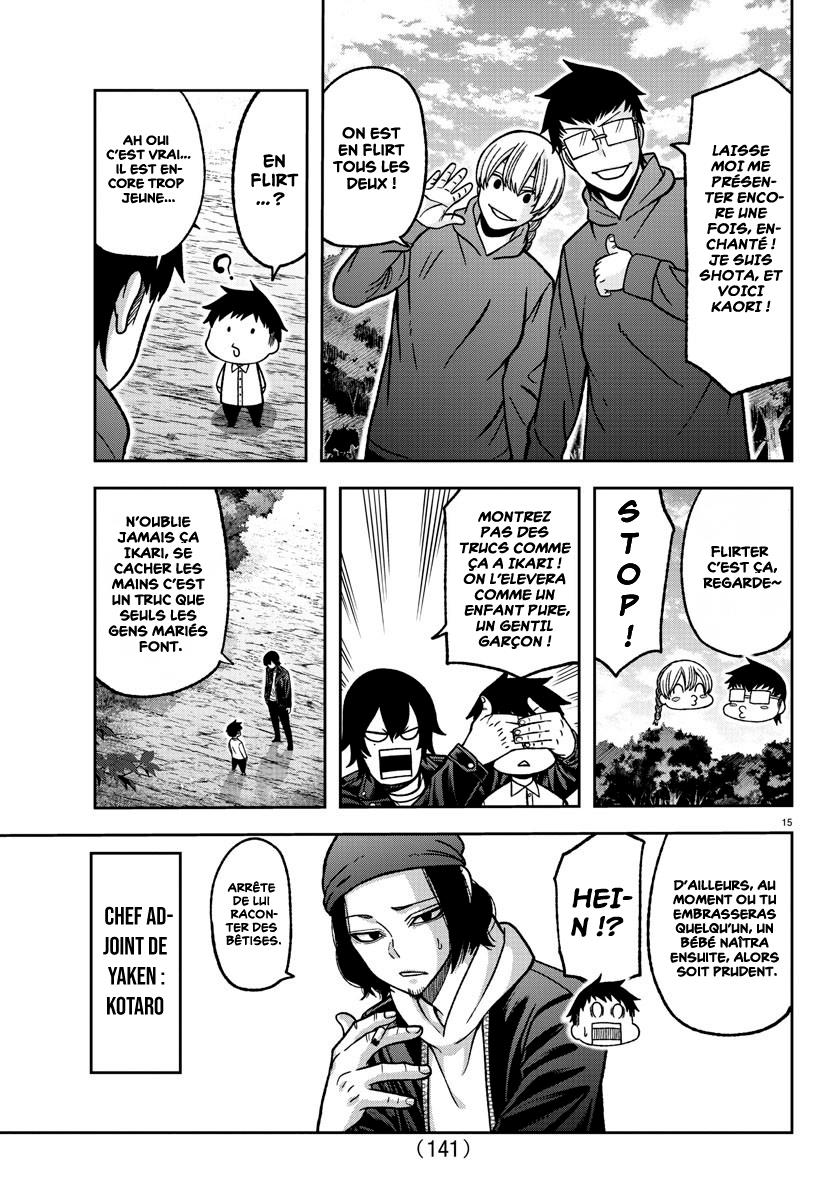 LAISSE
MOI ME
PRÉSEN-
TER ENCO-
RE UNE
FOIS, EN-
CHANTÉ !
JE SUIS
SHOTA, ET
VOICI
KAORI !
ON EST
EN FLIRT
TOUS LES
DEUX !
EN
FLIRT
...?
AH OUI
C'EST VRAI...
IL EST EN-
CORE TROP
JEUNE...
?
FLIRTER
C'EST ÇA,
REGARDE~
STOP !
MONTREZ
PAS DES
TRUCS COMME
ÇA A IKARI !
ON L'ELEVERA
COMME UN
ENFANT PURE,
UN GENTIL
GARÇON !
N'OUBLIE
JAMAIS ÇA
IKARI, SE
CACHER LES
MAINS C'EST
UN TRUC QUE
SEULS LES
GENS MARIÉS
FONT.
15
D'AILLEURS, AU
MOMENT OU TU
EMBRASSERAS
QUELQU'UN, UN
BÉBÉ NAÎTRA
ENSUITE, ALORS
SOIT PRUDENT.
HEI-
N !?
ARRÊTE
DE LUI
RACON-
TER DES
BÊTISES.
CHEF AD-
JOINT DE
YAKEN :
KOTARO
(141)